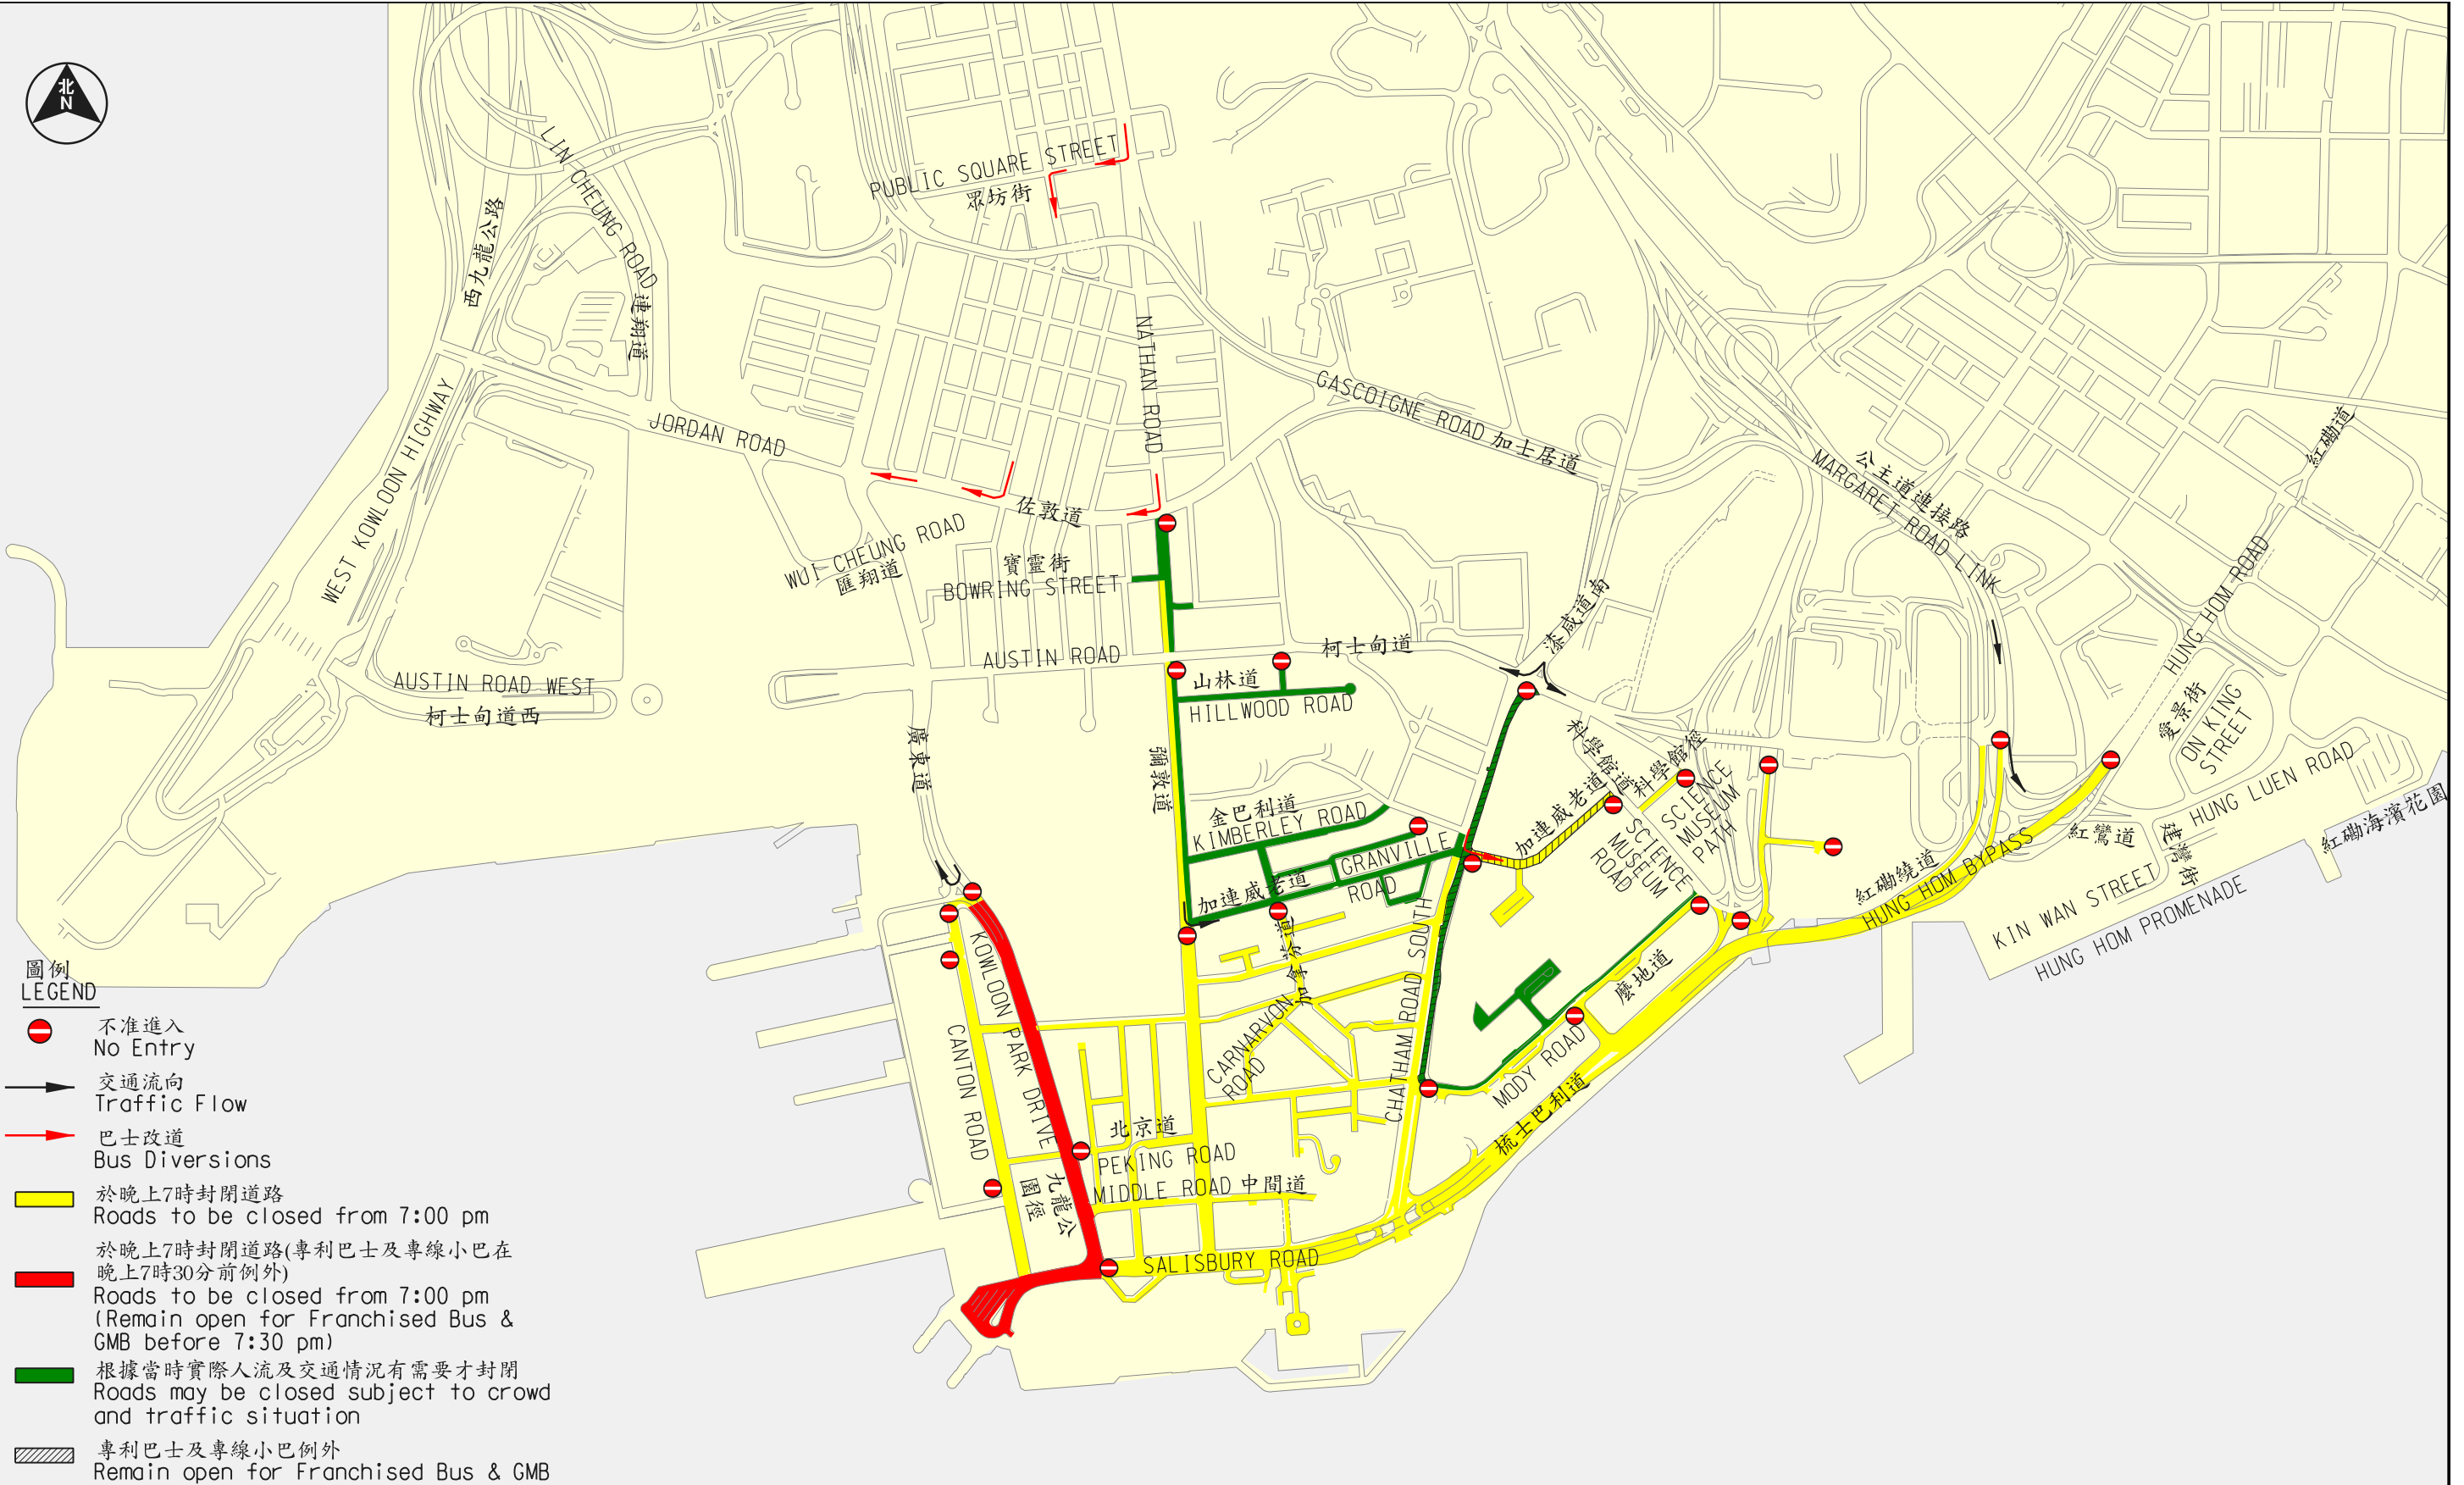 北
N
LIN CHEUNG ROAD
連翔道
PUBLIC SQUARE STREET
眾坊街
西九龍公路
WEST KOWLOON HIGHWAY
NATHAN ROAD
JORDAN ROAD
佐敦道
GASCOIGNE ROAD 加士居道
公主道連接路
MARGARET ROAD LINK
紅磡道
HUNG HOM ROAD
WUI CHEUNG ROAD
匯翔道
寶靈街
BOWRING STREET
AUSTIN ROAD
柯士甸道
漆咸道南
AUSTIN ROAD WEST
柯士甸道西
山林道
HILLWOOD ROAD
廣東道
彌敦道
科學館道
科學館徑
SCIENCE
MUSEUM
PATH
SCIENCE
MUSEUM
ROAD
愛景街
ON KING
STREET
HUNG LUEN ROAD
紅磡海濱花園
紅鸞道
建灣街
KIN WAN STREET
HUNG HOM PROMENADE
紅磡繞道
HUNG HOM BYPASS
金巴利道
KIMBERLEY ROAD
加連威老道
GRANVILLE
ROAD
加連威老道
加拿芬道
CARNARVON
ROAD
CHATHAM ROAD SOUTH
麼地道
MODY ROAD
梳士巴利道
SALISBURY ROAD
KOWLOON PARK DRIVE
九龍公
園徑
CANTON ROAD
北京道
PEKING ROAD
MIDDLE ROAD 中間道
圖例
LEGEND
不准進入
No Entry
交通流向
Traffic Flow
巴士改道
Bus Diversions
於晚上7時封閉道路
Roads to be closed from 7:00 pm
於晚上7時封閉道路(專利巴士及專線小巴在
晚上7時30分前例外)
Roads to be closed from 7:00 pm
(Remain open for Franchised Bus &
GMB before 7:30 pm)
根據當時實際人流及交通情況有需要才封閉
Roads may be closed subject to crowd
and traffic situation
專利巴士及專線小巴例外
Remain open for Franchised Bus & GMB